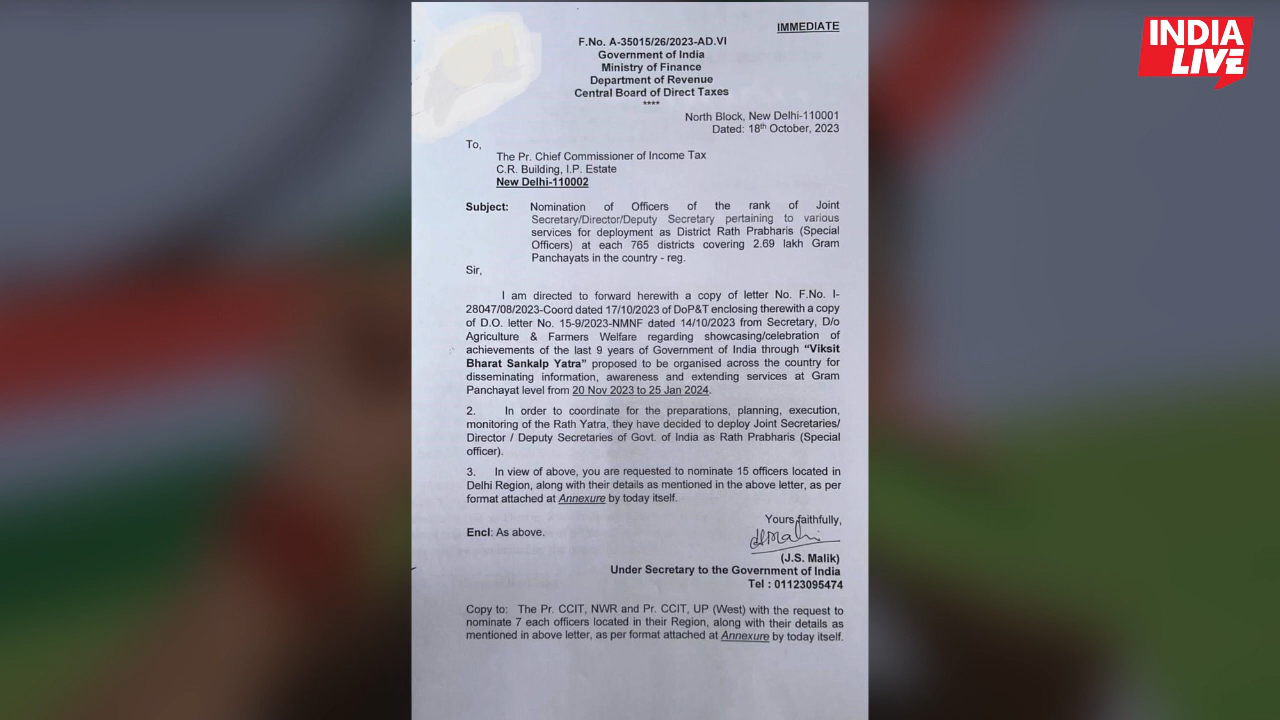 INDIA
LIVE
IMMEDIATE
F.No. A-35015/26/2023-AD.VI
Government of India
Ministry of Finance
Department of Revenue
Central Board of Direct Taxes
****
North Block, New Delhi-110001
Dated: 18th October, 2023
To,
The Pr. Chief Commissioner of Income Tax
C.R. Building, I.P. Estate
New Delhi-110002
Subject: Nomination of Officers of the rank of Joint
Secretary/Director/Deputy Secretary pertaining to various
services for deployment as District Rath Prabharis (Special
Officers) at each 765 districts covering 2.69 lakh Gram
Panchayats in the country - reg.
Sir,
I am directed to forward herewith a copy of letter No. F.No. I-
28047/08/2023-Coord dated 17/10/2023 of DoP&T enclosing therewith a copy
of D.O. letter No. 15-9/2023-NMNF dated 14/10/2023 from Secretary, D/o
Agriculture & Farmers Welfare regarding showcasing/celebration of
achievements of the last 9 years of Government of India through “Viksit
Bharat Sankalp Yatra” proposed to be organised across the country for
disseminating information, awareness and extending services at Gram
Panchayat level from 20 Nov 2023 to 25 Jan 2024.
2. In order to coordinate for the preparations, planning, execution,
monitoring of the Rath Yatra, they have decided to deploy Joint Secretaries/
Director / Deputy Secretaries of Govt. of India as Rath Prabharis (Special
officer).
3. In view of above, you are requested to nominate 15 officers located in
Delhi Region, along with their details as mentioned in the above letter, as per
format attached at Annexure by today itself.
Yours faithfully,
Encl: As above.
(J.S. Malik)
Under Secretary to the Government of India
Tel : 01123095474
Copy to: The Pr. CCIT, NWR and Pr. CCIT, UP (West) with the request to
nominate 7 each officers located in their Region, along with their details as
mentioned in above letter, as per format attached at Annexure by today itself.